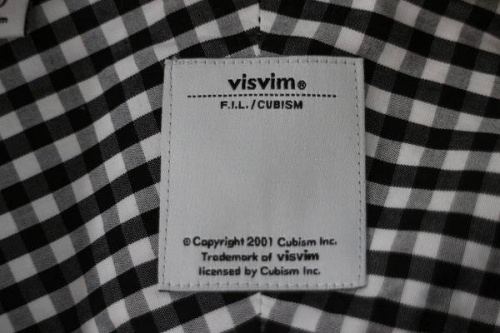 visvim®
F.I.L./CUBISM
© Copyright 2001 Cubism Inc.
Trademark of visvim
licensed by Cubism Inc.